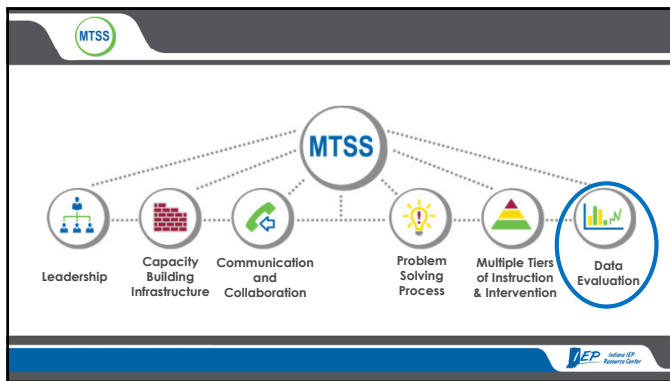 MTSS
MTSS
Leadership
Capacity
Building
Infrastructure
Communication
and
Collaboration
Problem
Solving
Process
Multiple Tiers
of Instruction
& Intervention
Data
Evaluation
IEP Indiana IEP
Resource Center